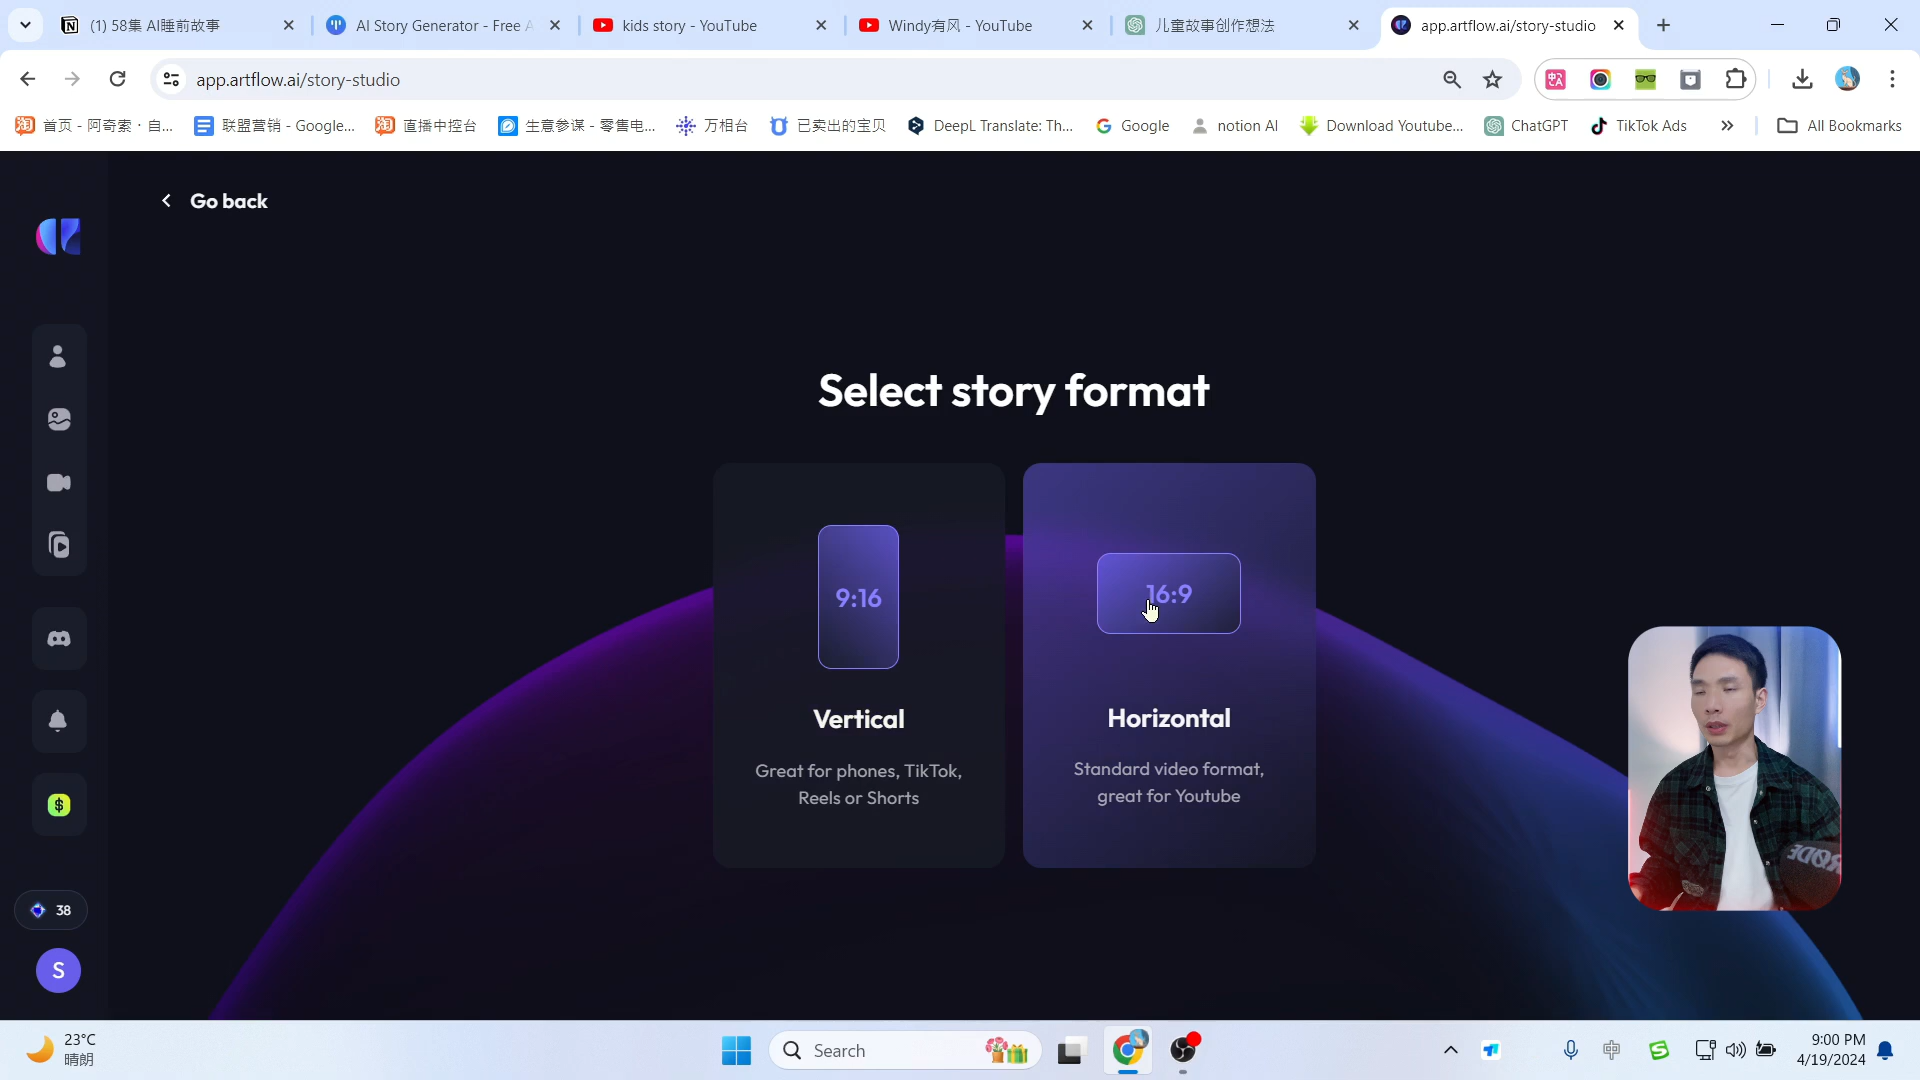 (1) 58集 AI睡前故事
AI Story Generator - Free A
kids story - YouTube
Windy有风 - YouTube
儿童故事创作想法
app.artflow.ai/story-studio
app.artflow.ai/story-studio
首页 - 阿奇索 · 自...
联盟营销 - Google...
直播中控台
生意参谋 - 零售电...
万相台
已卖出的宝贝
DeepL Translate: Th...
Google
notion AI
Download Youtube...
ChatGPT
TikTok Ads
All Bookmarks
Go back
Select story format
9:16
16:9
Vertical
Horizontal
Great for phones, TikTok,
Reels or Shorts
Standard video format,
great for Youtube
RØDE
38
S
23°C
晴朗
Search
中
9:00 PM
4/19/2024